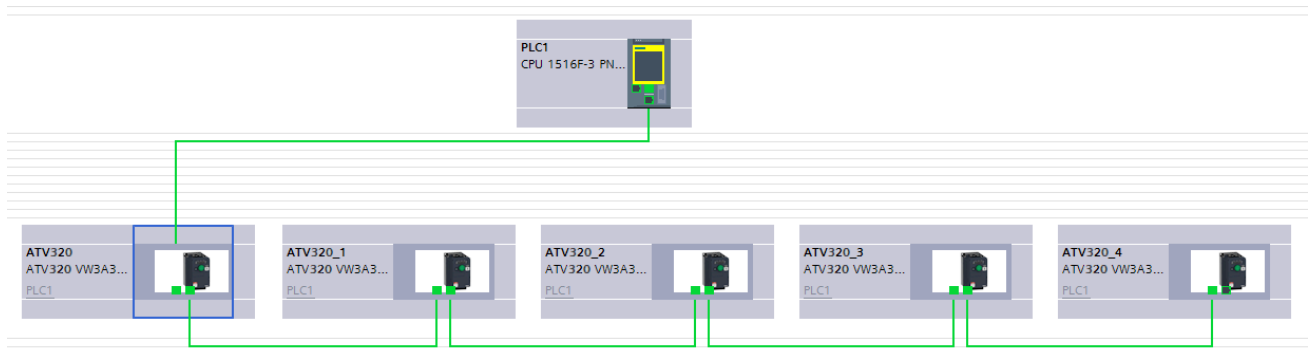 PLC1
CPU 1516F-3 PN...
ATV320
ATV320 VW3A3...
PLC1
ATV320_1
ATV320 VW3A3...
PLC1
ATV320_2
ATV320 VW3A3...
PLC1
ATV320_3
ATV320 VW3A3...
PLC1
ATV320_4
ATV320 VW3A3...
PLC1